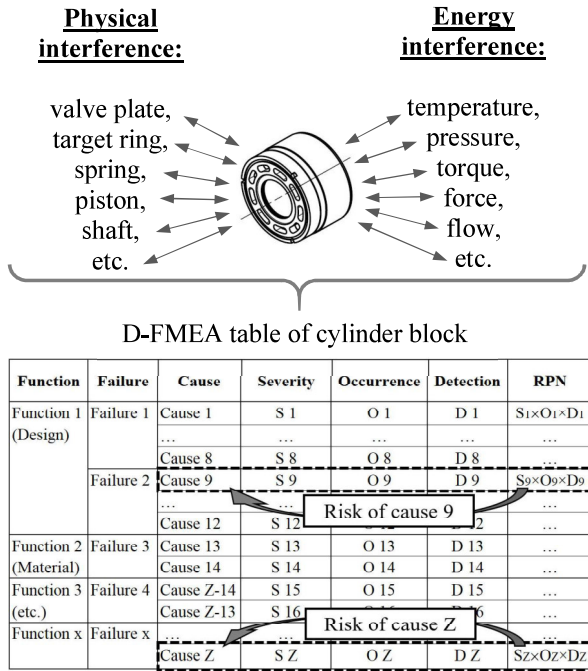 Physical interference:
Energy interference:
valve plate,
target ring,
spring,
piston,
shaft,
etc.
temperature,
pressure,
torque,
force,
flow,
etc.
D-FMEA table of cylinder block
Function Failure Cause Severity Occurrence Detection RPN
Function 1 Failure 1 Cause 1 S 1 O 1 D 1 S1×O1×D1
(Design) ... ... ... ... ...
Cause 8 S 8 O 8 D 8 ...
Failure 2 Cause 9 S 9 O 9 D 9 S9×O9×D9
... ...
Risk of cause 9
Cause 12 S 12 ...
Function 2 Failure 3 Cause 13 S 13 O 13 D 13 ...
(Material) Cause 14 S 14 O 14 D 14 ...
Function 3 Failure 4 Cause Z-14 S 15 O 15 D 15 ...
(etc.) Cause Z-13 S 16 ...
Risk of cause Z
Function x Failure x ... ...
Cause Z S Z O Z D Z SZ×OZ×DZ